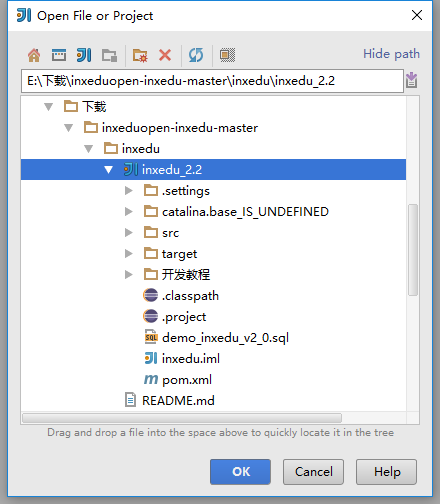 Open File or Project
Hide path
E:\下载\inxeduopen-inxedu-master\inxedu\inxedu_2.2
下载
inxeduopen-inxedu-master
inxedu
inxedu_2.2
.settings
catalina.base_IS_UNDEFINED
src
target
开发教程
.classpath
.project
demo_inxedu_v2_0.sql
inxedu.iml
pom.xml
README.md
Drag and drop a file into the space above to quickly locate it in the tree
OK Cancel Help